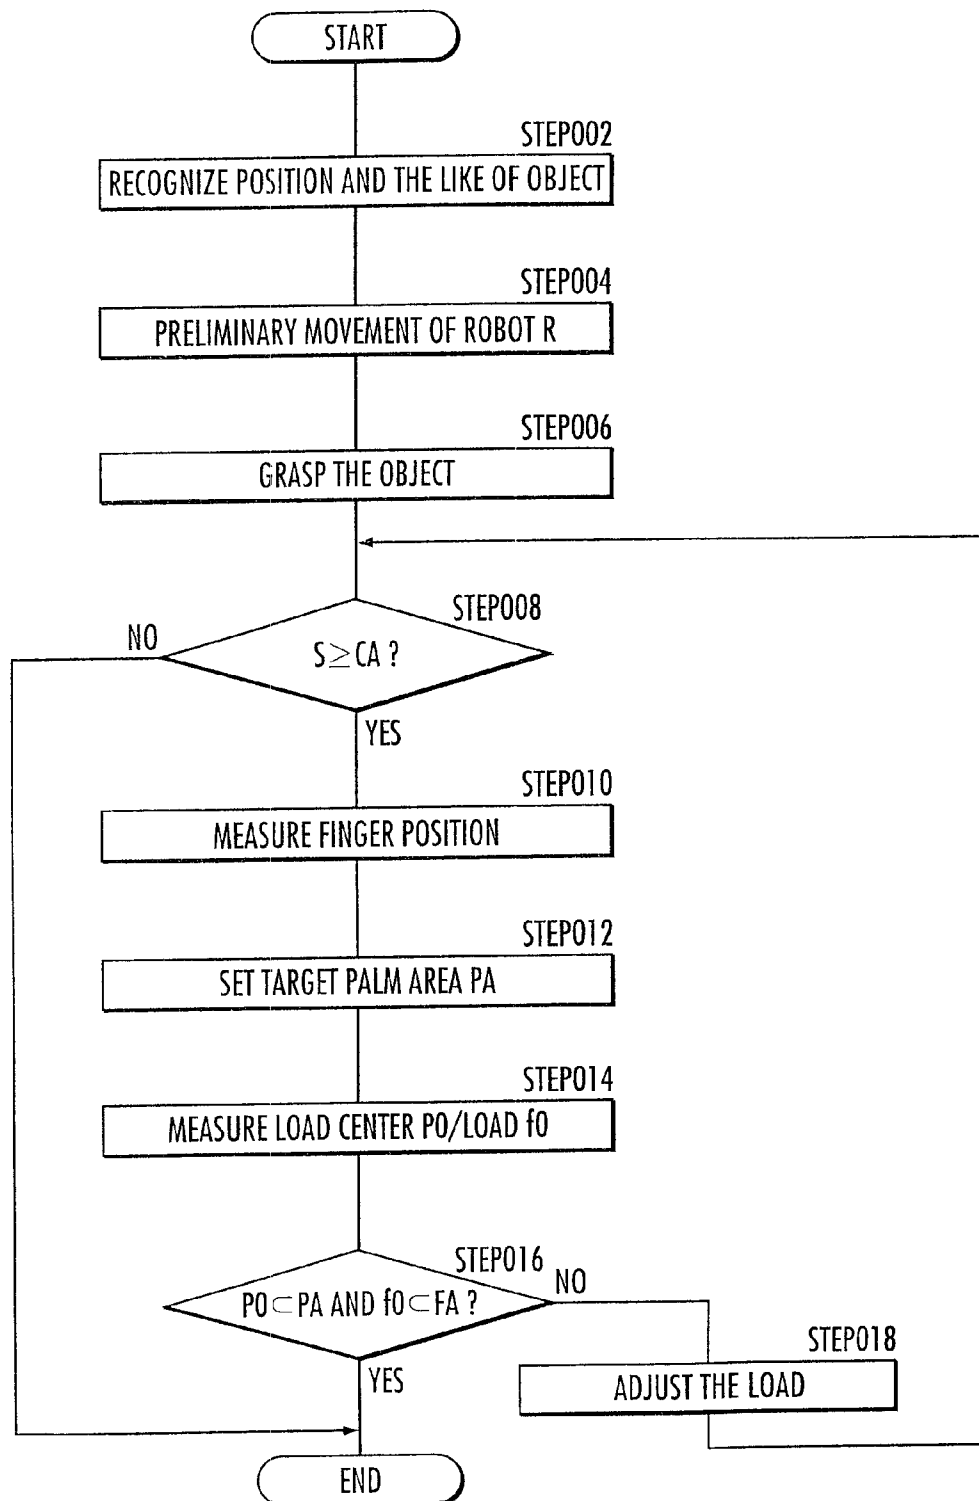 START
STEP002
RECOGNIZE POSITION AND THE LIKE OF OBJECT
STEP004
PRELIMINARY MOVEMENT OF ROBOT R
STEP006
GRASP THE OBJECT
STEP008
NO
S≧CA ?
YES
STEP010
MEASURE FINGER POSITION
STEP012
SET TARGET PALM AREA PA
STEP014
MEASURE LOAD CENTER P0/LOAD f0
STEP016
NO
P0⊂PA AND f0⊂FA ?
YES
STEP018
ADJUST THE LOAD
END